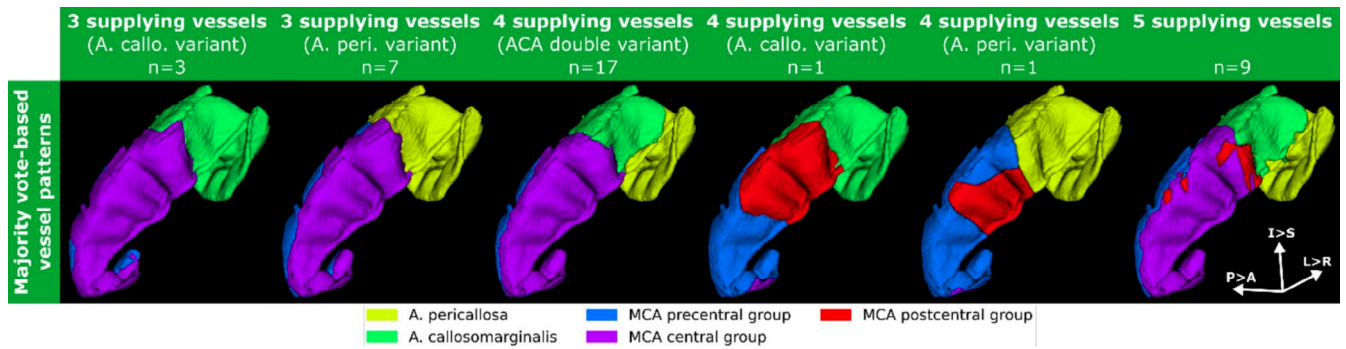 3 supplying vessels
(A. callo. variant)
n=3
3 supplying vessels
(A. peri. variant)
n=7
4 supplying vessels
(ACA double variant)
n=17
4 supplying vessels
(A. callo. variant)
n=1
4 supplying vessels
(A. peri. variant)
n=1
5 supplying vessels
n=9
Majority vote-based
vessel patterns
I>S
L>R
P>A
A. pericallosa
A. callosomarginalis
MCA precentral group
MCA central group
MCA postcentral group